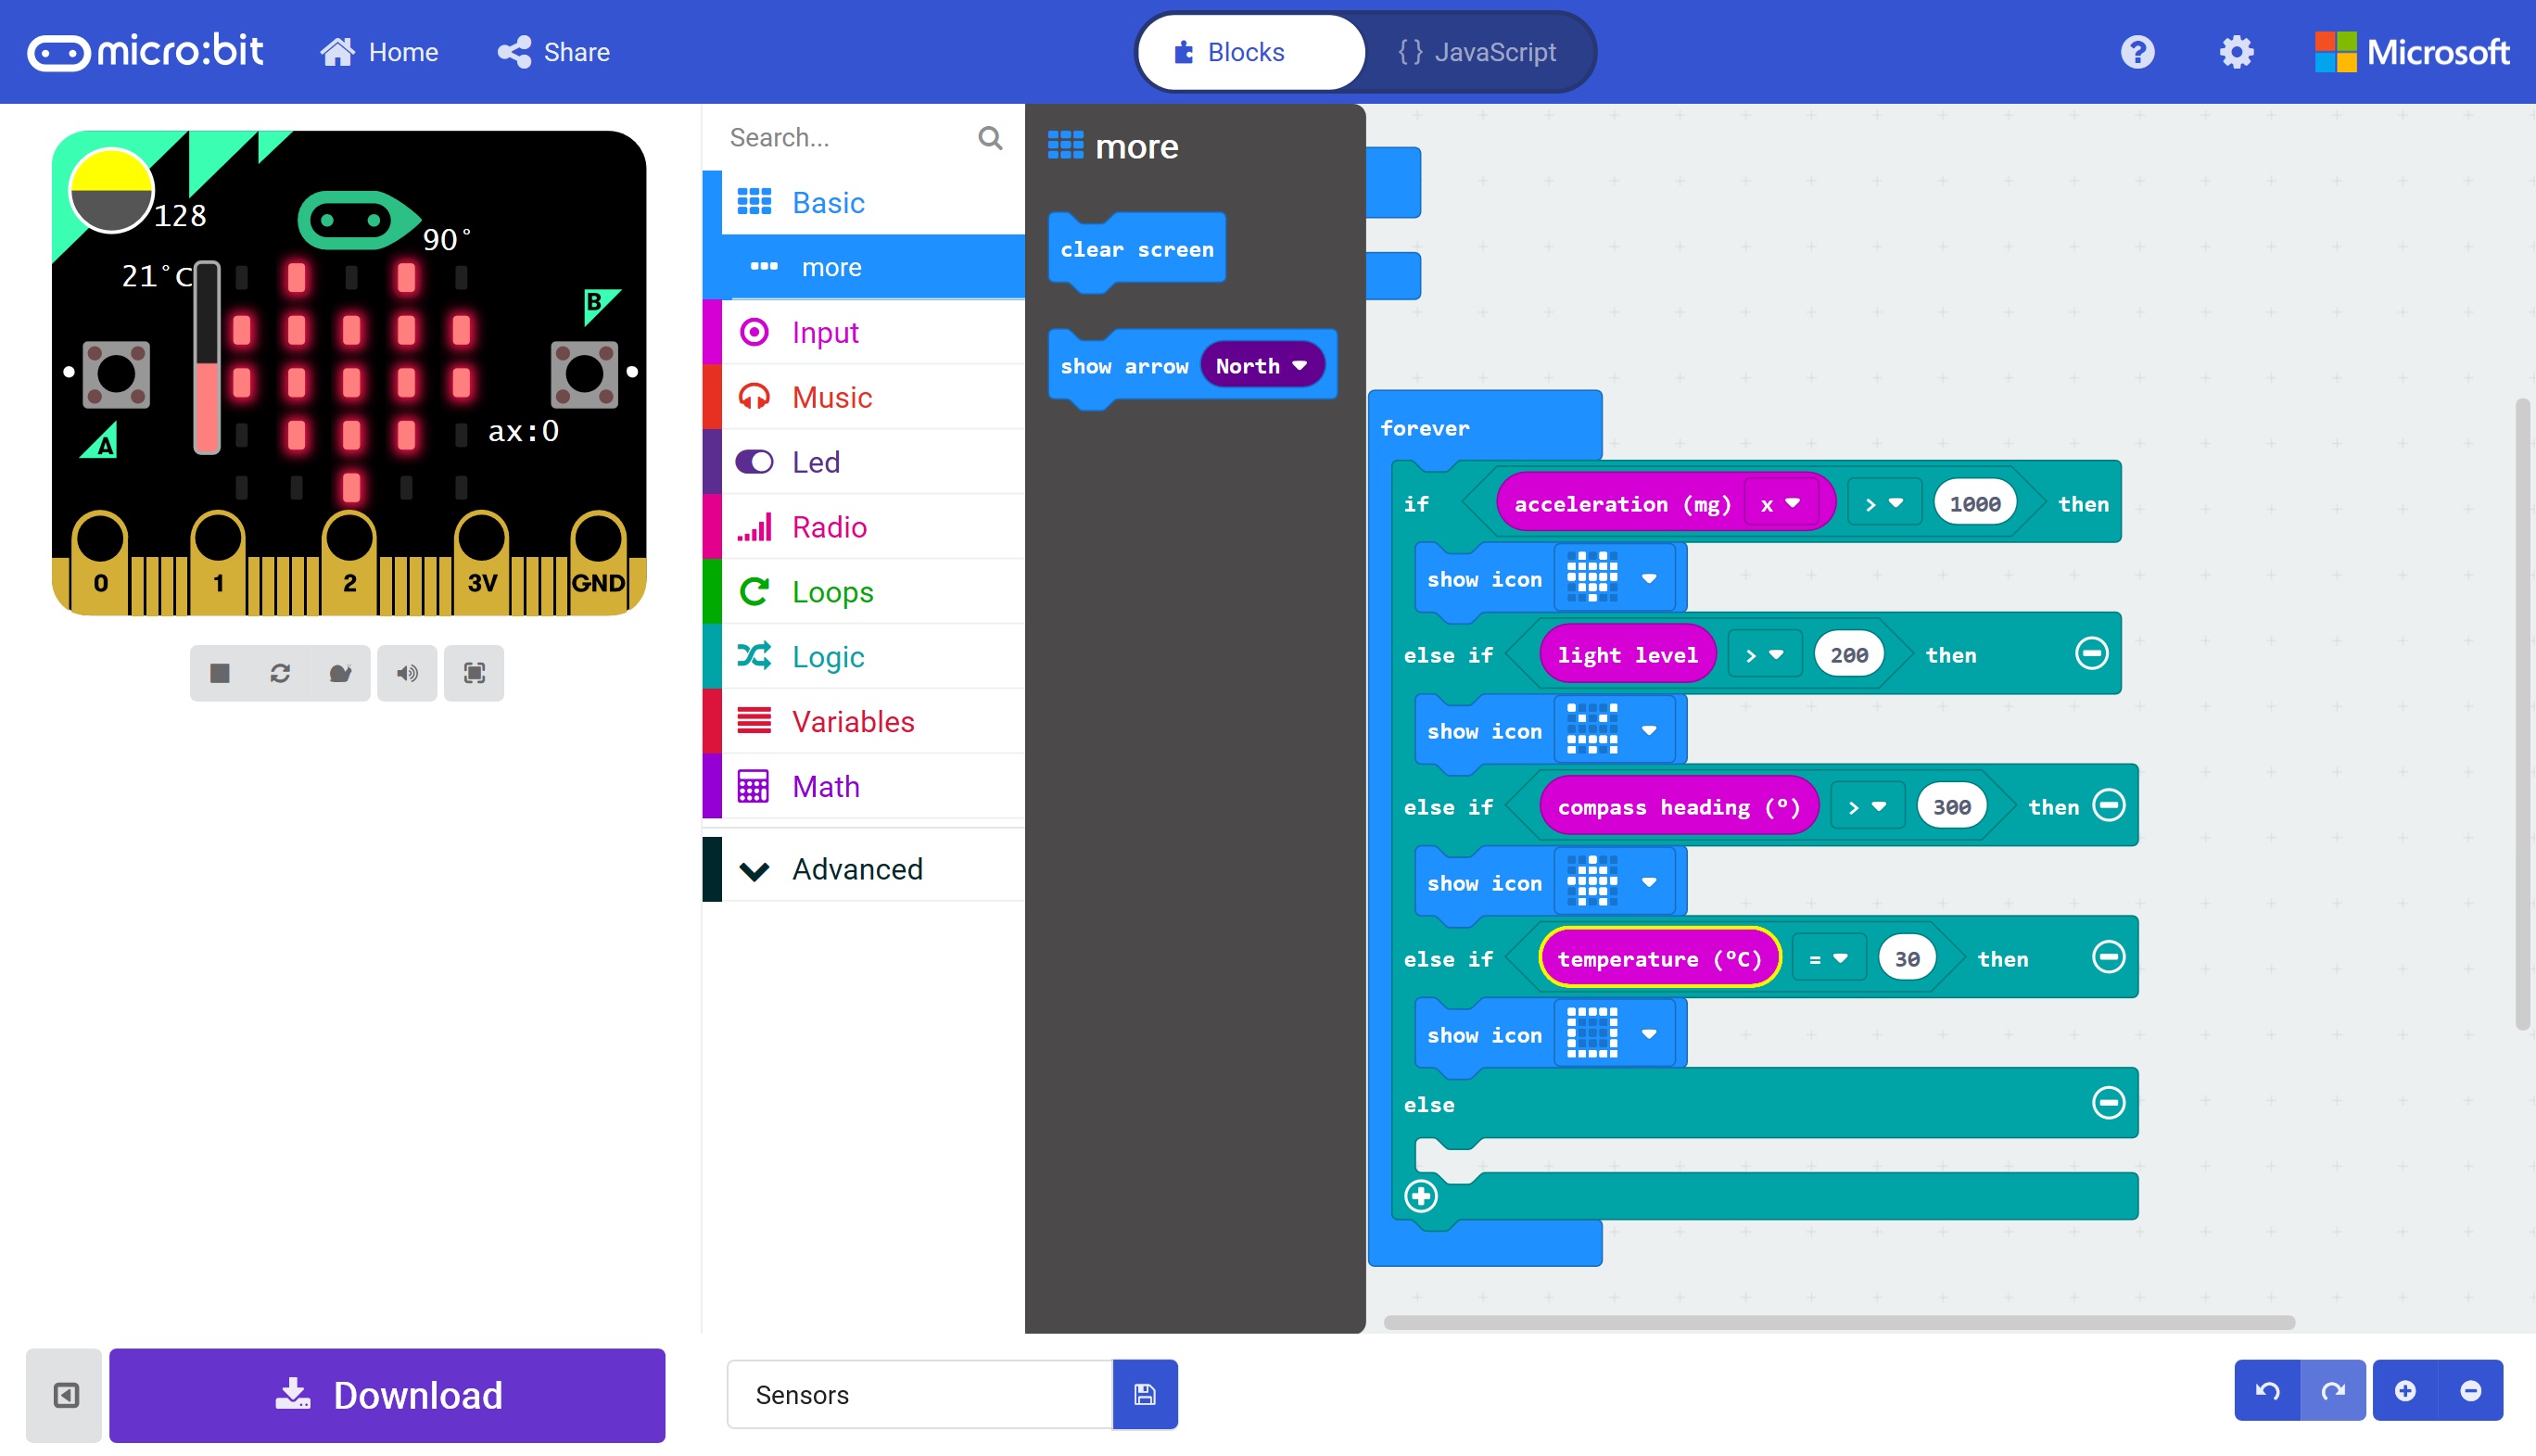 micro:bit
Home
Share
Blocks
{ } JavaScript
?
Microsoft
128
90°
21°C
B
A
ax:0
0
1
2
3V
GND
Download
Search...
Basic
more
Input
Music
Led
Radio
Loops
Logic
Variables
Math
Advanced
more
clear screen
show arrow North
forever
if acceleration (mg) x > 1000 then
show icon
else if light level > 200 then
show icon
else if compass heading (°) > 300 then
show icon
else if temperature (°C) = 30 then
show icon
else
Sensors